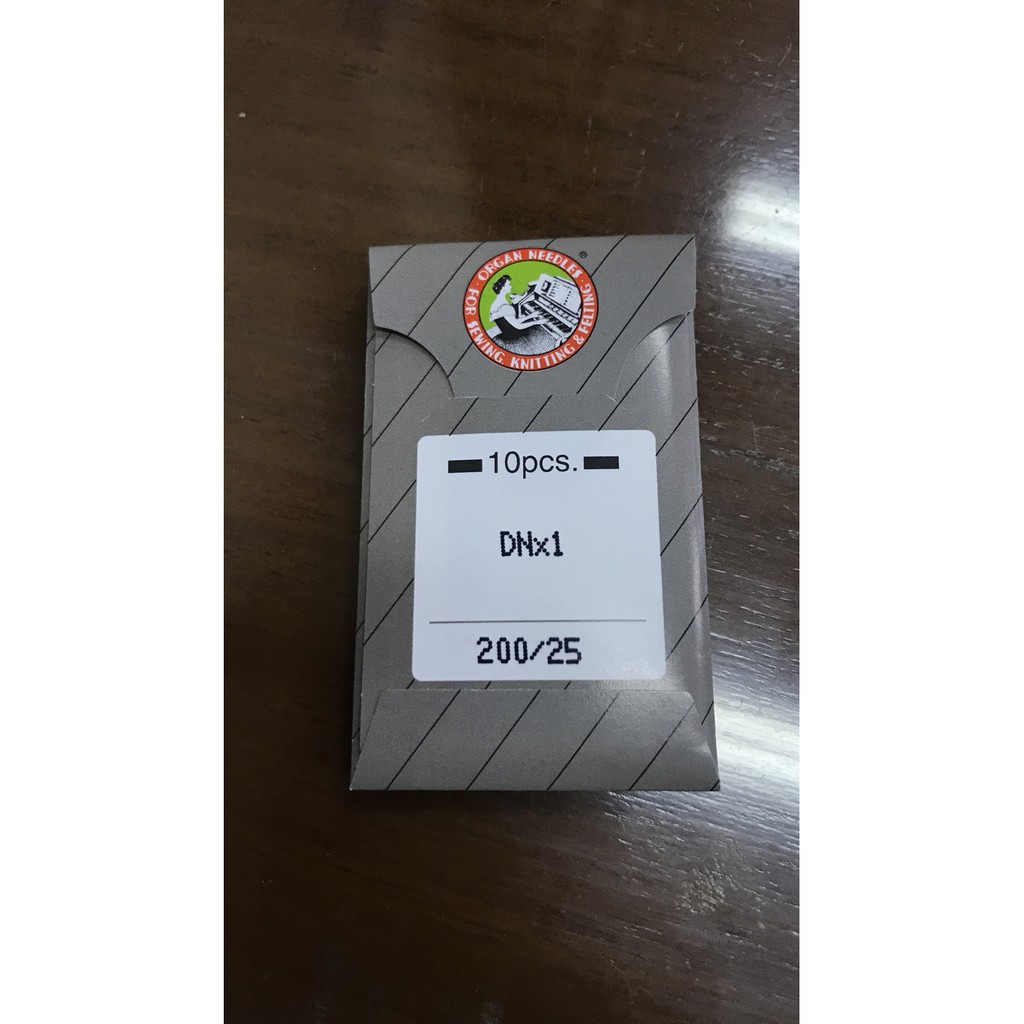 ORGAN NEEDLES · FOR SEWING, KNITTING & FELTING ·
®
10pcs.
DNx1
200/25